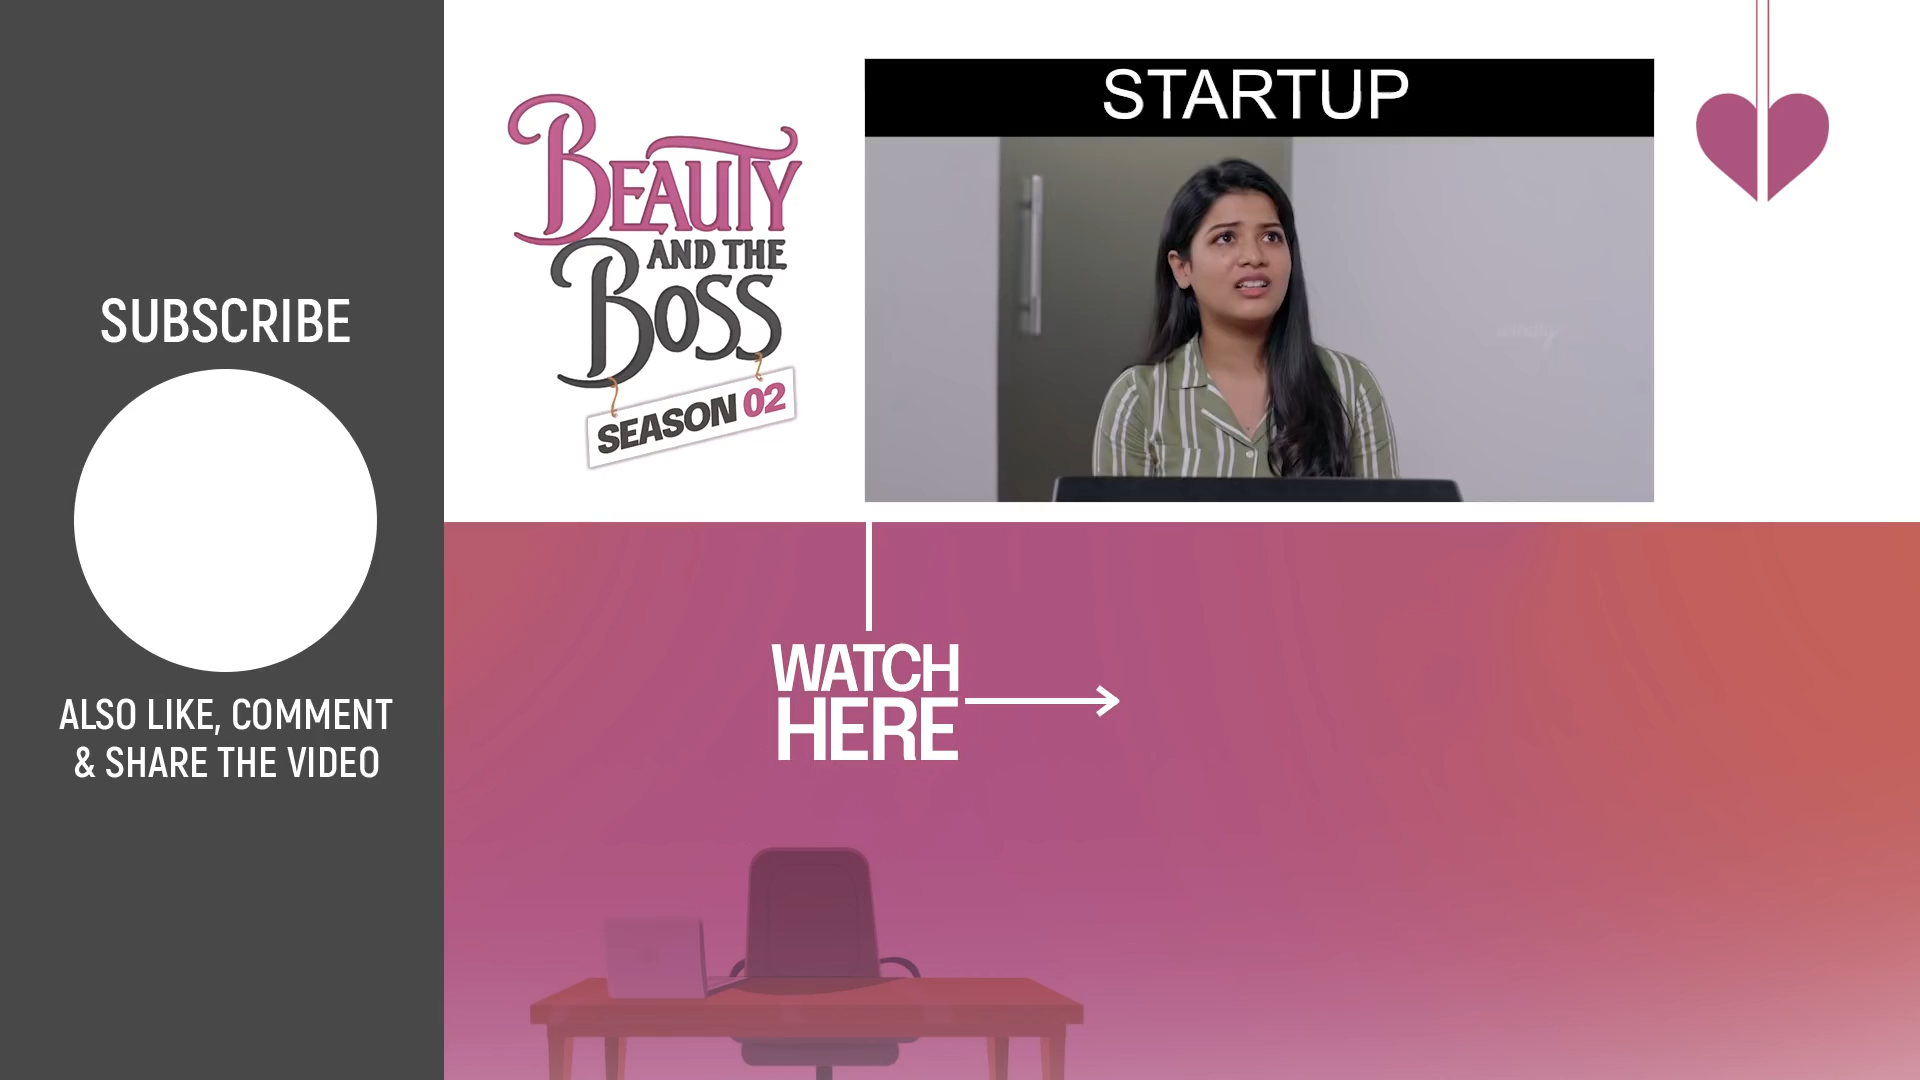 SUBSCRIBE
ALSO LIKE, COMMENT
& SHARE THE VIDEO
BEAUTY
AND THE
BOSS
SEASON 02
STARTUP
WATCH
HERE